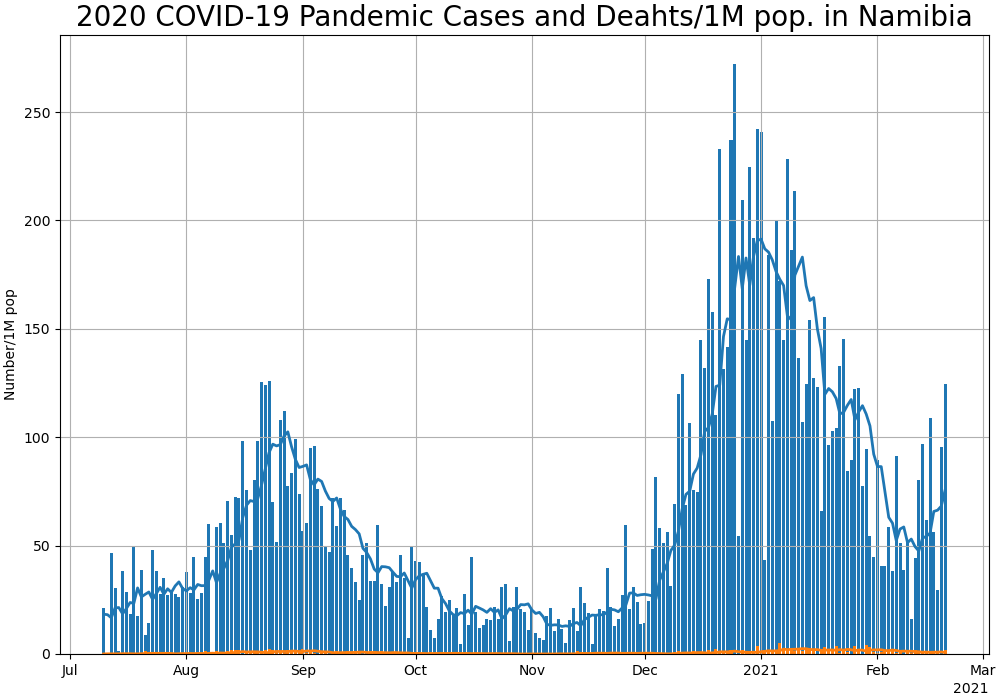 2020 COVID-19 Pandemic Cases and Deahts/1M pop. in Namibia
Number/1M pop
250
200
150
100
50
0
Jul Aug Sep Oct Nov Dec 2021 Feb Mar
2021